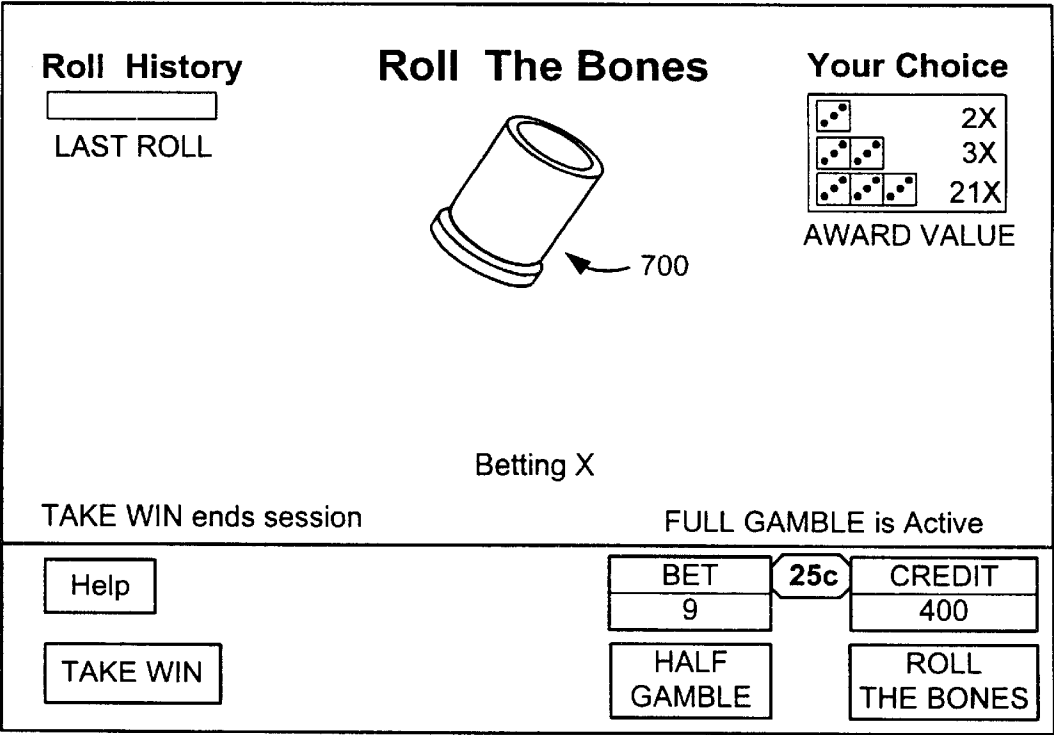 Roll History
LAST ROLL
Roll The Bones
700
Your Choice
2X
3X
21X
AWARD VALUE
Betting X
TAKE WIN ends session
FULL GAMBLE is Active
Help
BET
9
25c
CREDIT
400
TAKE WIN
HALF
GAMBLE
ROLL
THE BONES